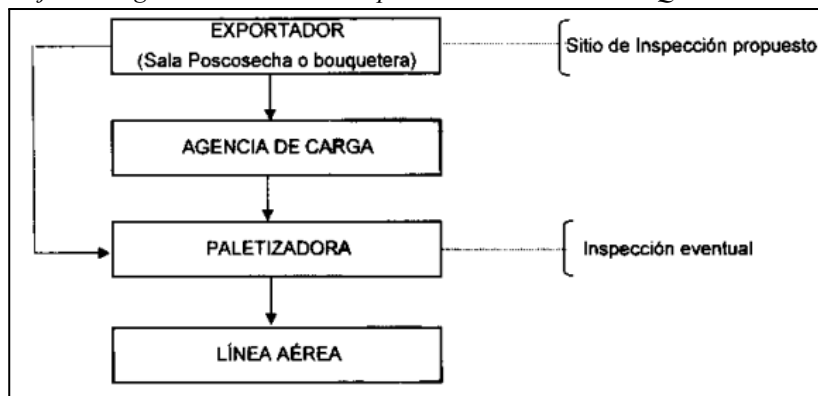 EXPORTADOR
(Sala Poscosecha o bouquetera)
Sitio de Inspección propuesto
AGENCIA DE CARGA
PALETIZADORA
Inspección eventual
LÍNEA AÉREA